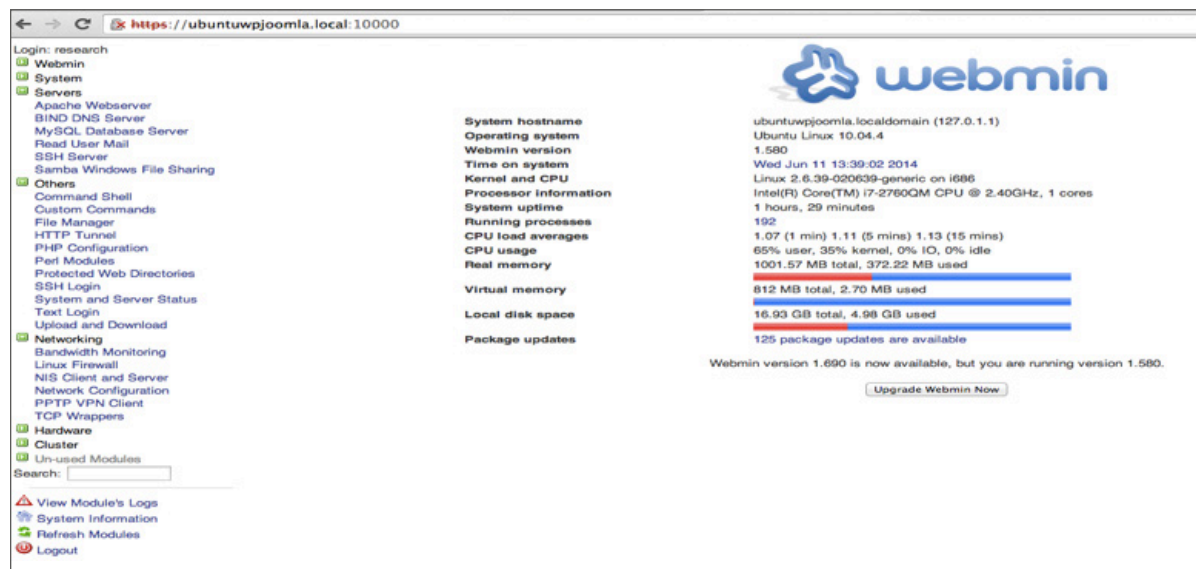 https://ubuntuwpjoomla.local:10000
Login: research
Webmin
System
Servers
Apache Webserver
BIND DNS Server
MySQL Database Server
Read User Mail
SSH Server
Samba Windows File Sharing
Others
Command Shell
Custom Commands
File Manager
HTTP Tunnel
PHP Configuration
Perl Modules
Protected Web Directories
SSH Login
System and Server Status
Text Login
Upload and Download
Networking
Bandwidth Monitoring
Linux Firewall
NIS Client and Server
Network Configuration
PPTP VPN Client
TCP Wrappers
Hardware
Cluster
Un-used Modules
Search:
View Module's Logs
System Information
Refresh Modules
Logout
webmin
System hostname ubuntuwpjoomla.localdomain (127.0.1.1)
Operating system Ubuntu Linux 10.04.4
Webmin version 1.580
Time on system Wed Jun 11 13:39:02 2014
Kernel and CPU Linux 2.6.39-020639-generic on i686
Processor information Intel(R) Core(TM) i7-2760QM CPU @ 2.40GHz, 1 cores
System uptime 1 hours, 29 minutes
Running processes 192
CPU load averages 1.07 (1 min) 1.11 (5 mins) 1.13 (15 mins)
CPU usage 65% user, 35% kernel, 0% IO, 0% idle
Real memory 1001.57 MB total, 372.22 MB used
Virtual memory 812 MB total, 2.70 MB used
Local disk space 16.93 GB total, 4.98 GB used
Package updates 125 package updates are available
Webmin version 1.690 is now available, but you are running version 1.580.
Upgrade Webmin Now